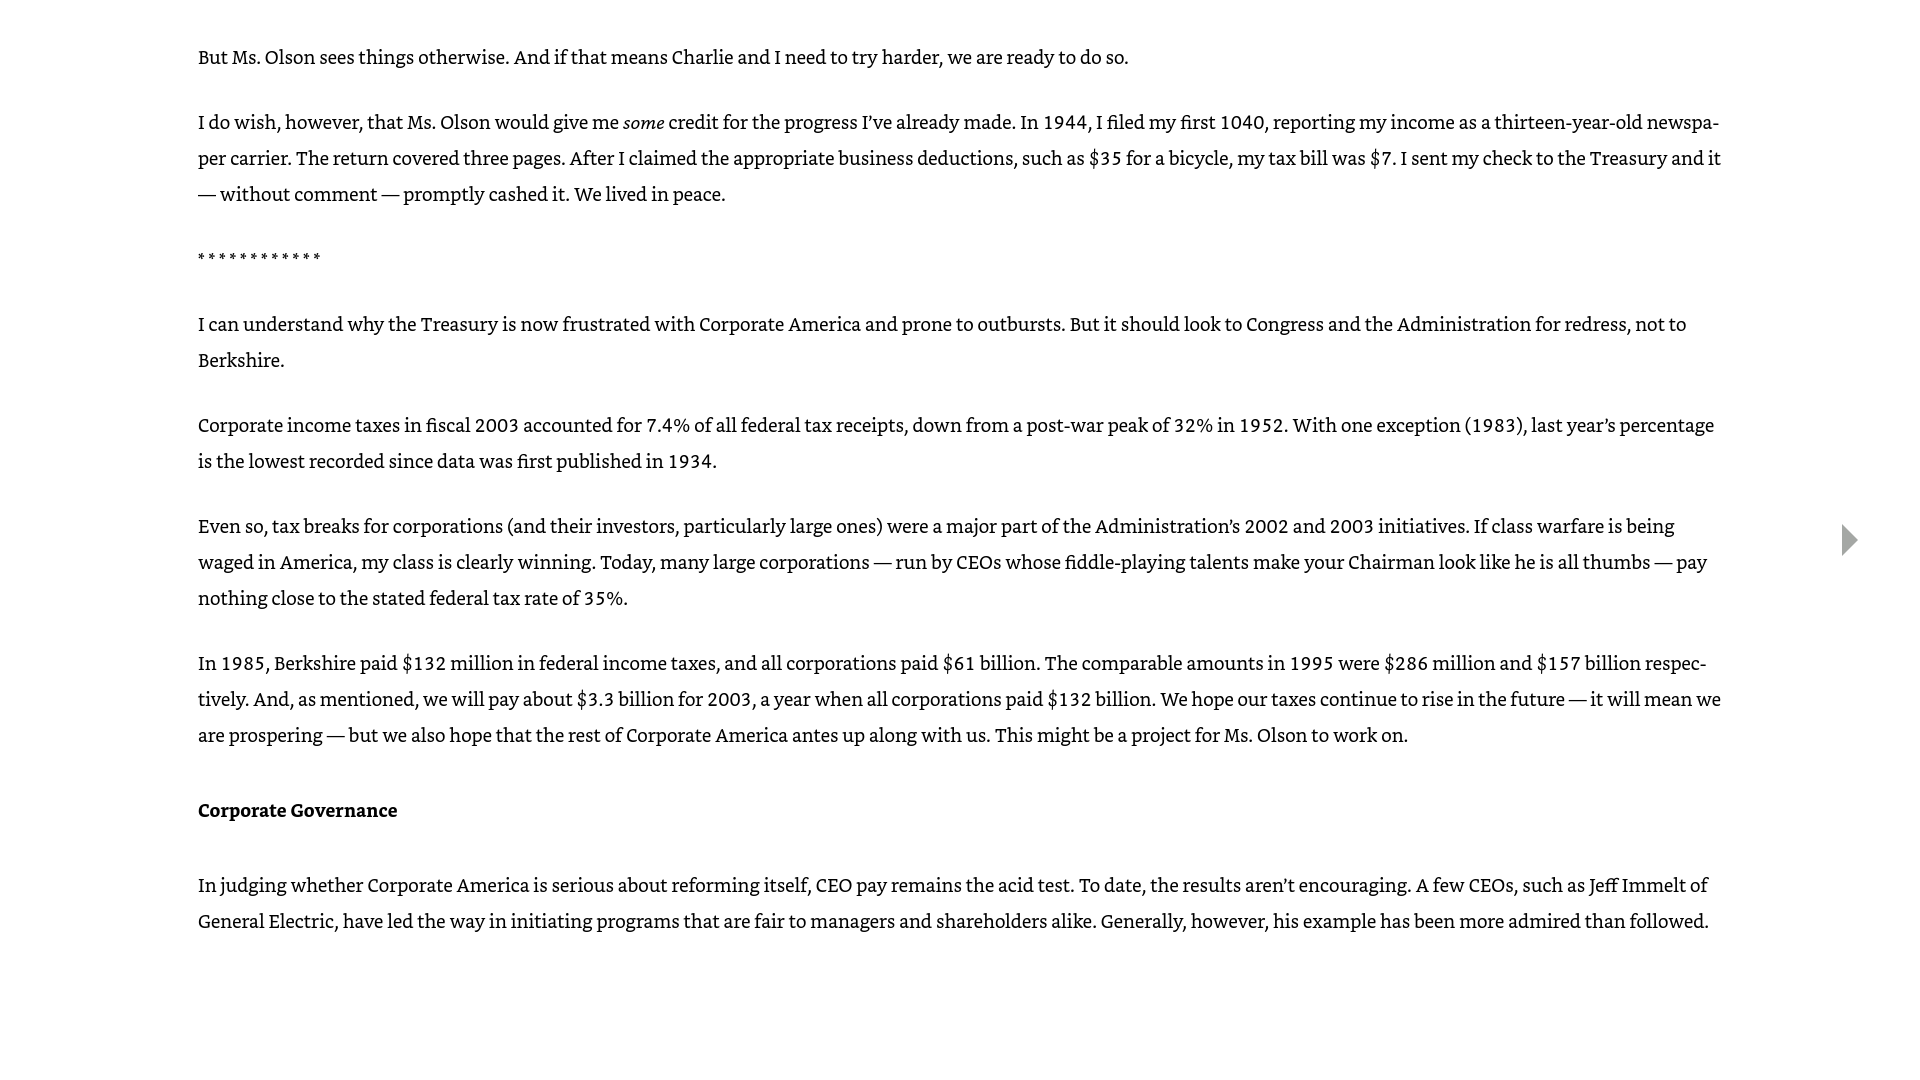 But Ms. Olson sees things otherwise. And if that means Charlie and I need to try harder, we are ready to do so.
I do wish, however, that Ms. Olson would give me some credit for the progress I’ve already made. In 1944, I filed my first 1040, reporting my income as a thirteen-year-old newspa-
per carrier. The return covered three pages. After I claimed the appropriate business deductions, such as $35 for a bicycle, my tax bill was $7. I sent my check to the Treasury and it
— without comment — promptly cashed it. We lived in peace.
* * * * * * * * * * * *
I can understand why the Treasury is now frustrated with Corporate America and prone to outbursts. But it should look to Congress and the Administration for redress, not to
Berkshire.
Corporate income taxes in fiscal 2003 accounted for 7.4% of all federal tax receipts, down from a post-war peak of 32% in 1952. With one exception (1983), last year’s percentage
is the lowest recorded since data was first published in 1934.
Even so, tax breaks for corporations (and their investors, particularly large ones) were a major part of the Administration’s 2002 and 2003 initiatives. If class warfare is being
waged in America, my class is clearly winning. Today, many large corporations — run by CEOs whose fiddle-playing talents make your Chairman look like he is all thumbs — pay
nothing close to the stated federal tax rate of 35%.
In 1985, Berkshire paid $132 million in federal income taxes, and all corporations paid $61 billion. The comparable amounts in 1995 were $286 million and $157 billion respec-
tively. And, as mentioned, we will pay about $3.3 billion for 2003, a year when all corporations paid $132 billion. We hope our taxes continue to rise in the future — it will mean we
are prospering — but we also hope that the rest of Corporate America antes up along with us. This might be a project for Ms. Olson to work on.
Corporate Governance
In judging whether Corporate America is serious about reforming itself, CEO pay remains the acid test. To date, the results aren’t encouraging. A few CEOs, such as Jeff Immelt of
General Electric, have led the way in initiating programs that are fair to managers and shareholders alike. Generally, however, his example has been more admired than followed.